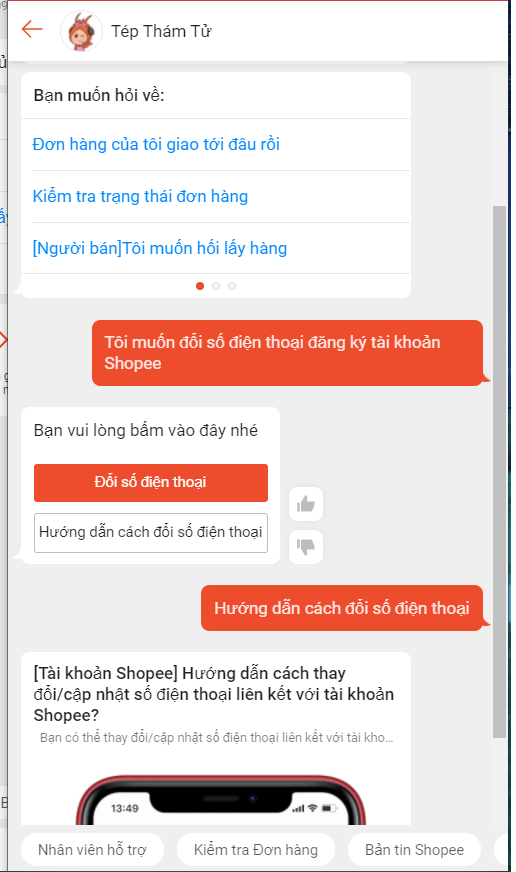 Tép Thám Tử
Bạn muốn hỏi về:
Đơn hàng của tôi giao tới đâu rồi
Kiểm tra trạng thái đơn hàng
[Người bán]Tôi muốn hối lấy hàng
Tôi muốn đổi số điện thoại đăng ký tài khoản
Shopee
Bạn vui lòng bấm vào đây nhé
Đổi số điện thoại
Hướng dẫn cách đổi số điện thoại
Hướng dẫn cách đổi số điện thoại
[Tài khoản Shopee] Hướng dẫn cách thay
đổi/cập nhật số điện thoại liên kết với tài khoản
Shopee?
Bạn có thể thay đổi/cập nhật số điện thoại liên kết với tài kho...
13:49
Nhân viên hỗ trợ
Kiểm tra Đơn hàng
Bản tin Shopee